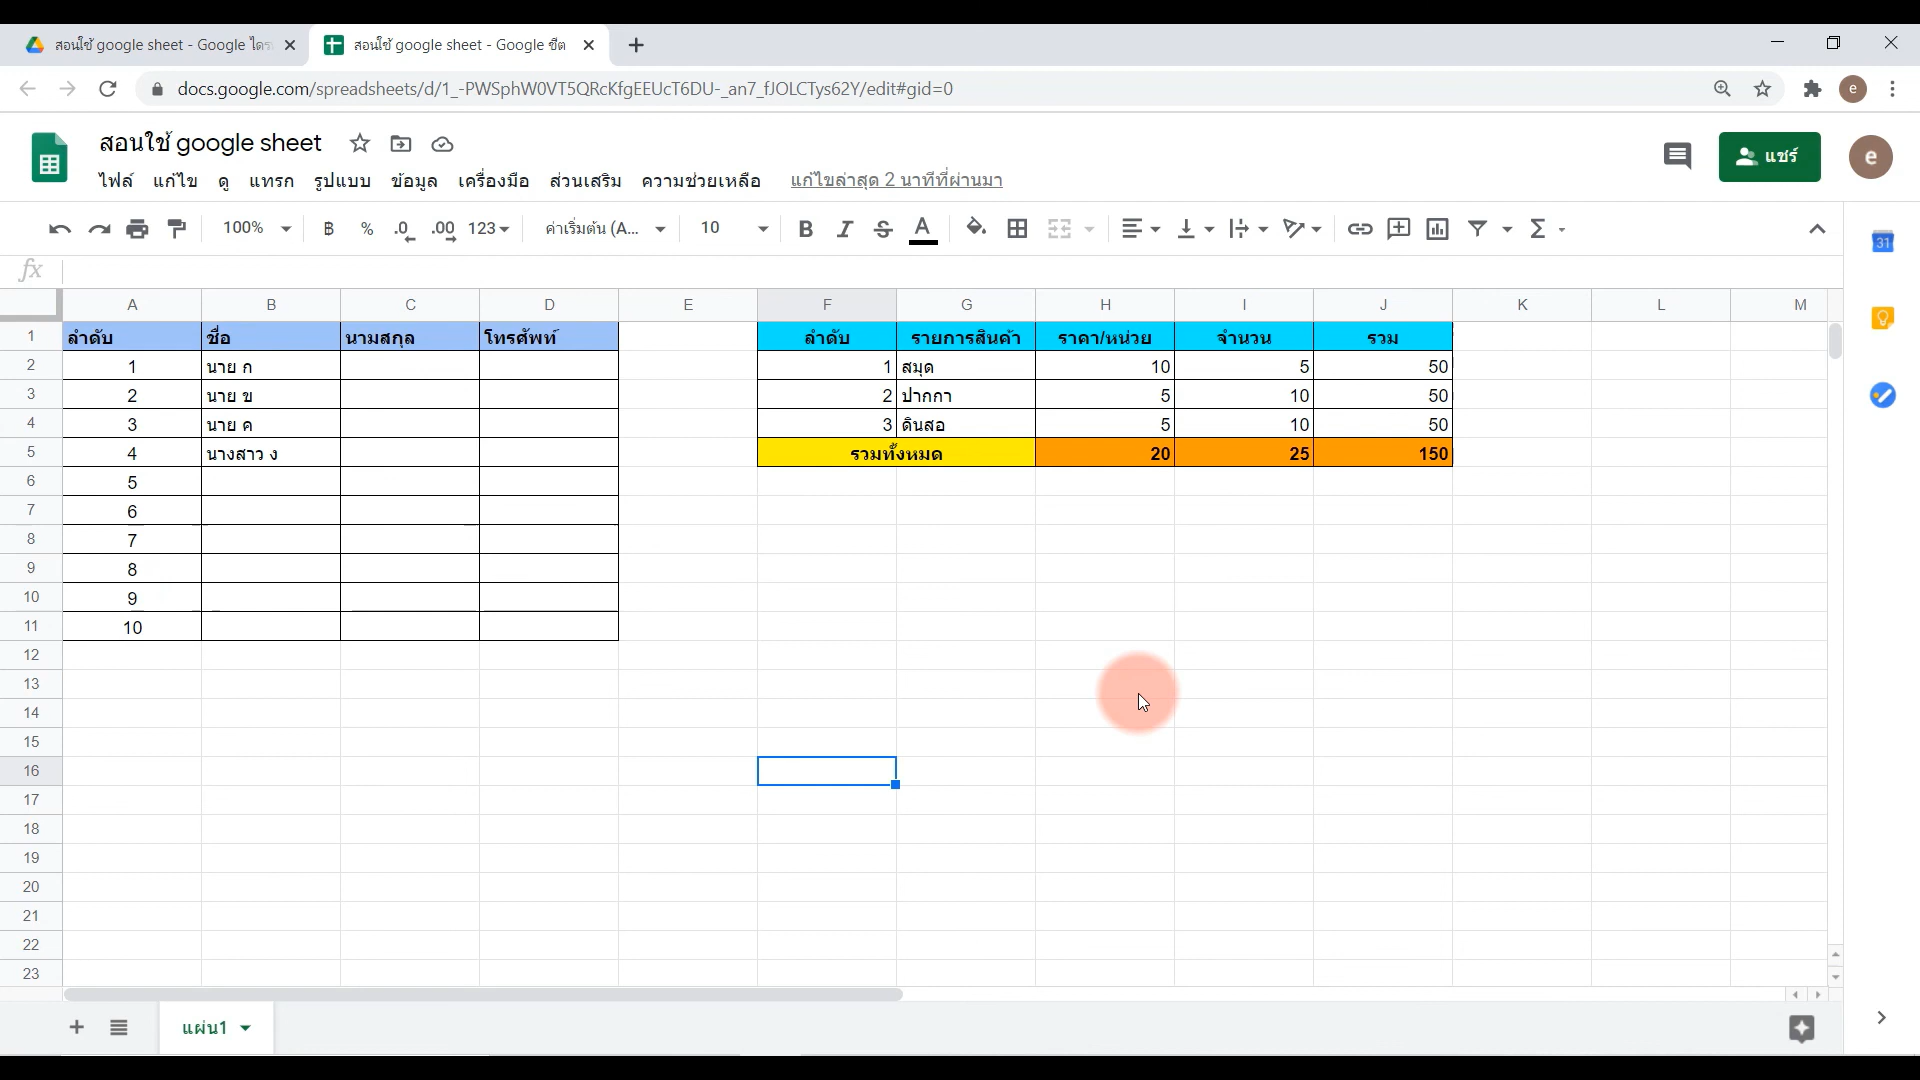 สอนใช้ google sheet - Google ไดร
สอนใช้ google sheet - Google ชีต
docs.google.com/spreadsheets/d/1_-PWSphW0VT5QRcKfgEEUcT6DU-_an7_fJOLCTys62Y/edit#gid=0
e
สอนใช้ google sheet
แชร์
e
ไฟล์ แก้ไข ดู แทรก รูปแบบ ข้อมูล เครื่องมือ ส่วนเสริม ความช่วยเหลือ แก้ไขล่าสุด 2 นาทีที่ผ่านมา
100% ฿ % .0 .00 123 ค่าเริ่มต้น (A... 10 B I S A Σ
31
fx
A B C D E F G H I J K L M
1 ลำดับ ชื่อ นามสกุล โทรศัพท์ ลำดับ รายการสินค้า ราคา/หน่วย จำนวน รวม
2 1 นาย ก 1 สมุด 10 5 50
3 2 นาย ข 2 ปากกา 5 10 50
4 3 นาย ค 3 ดินสอ 5 10 50
5 4 นางสาว ง รวมทั้งหมด 20 25 150
6 5
7 6
8 7
9 8
10 9
11 10
12
13
14
15
16
17
18
19
20
21
22
23
แผ่น1